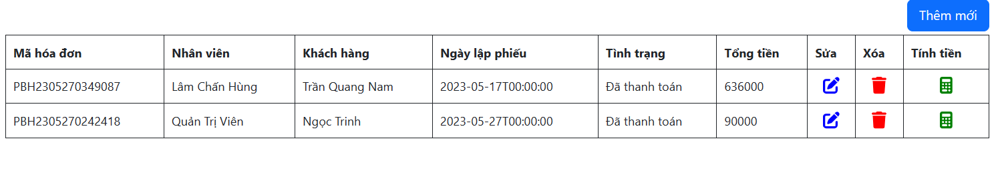 Thêm mới
Mã hóa đơn Nhân viên Khách hàng Ngày lập phiếu Tình trạng Tổng tiền Sửa Xóa Tính tiền
PBH2305270349087 Lâm Chấn Hùng Trần Quang Nam 2023-05-17T00:00:00 Đã thanh toán 636000
PBH2305270242418 Quản Trị Viên Ngọc Trinh 2023-05-27T00:00:00 Đã thanh toán 90000